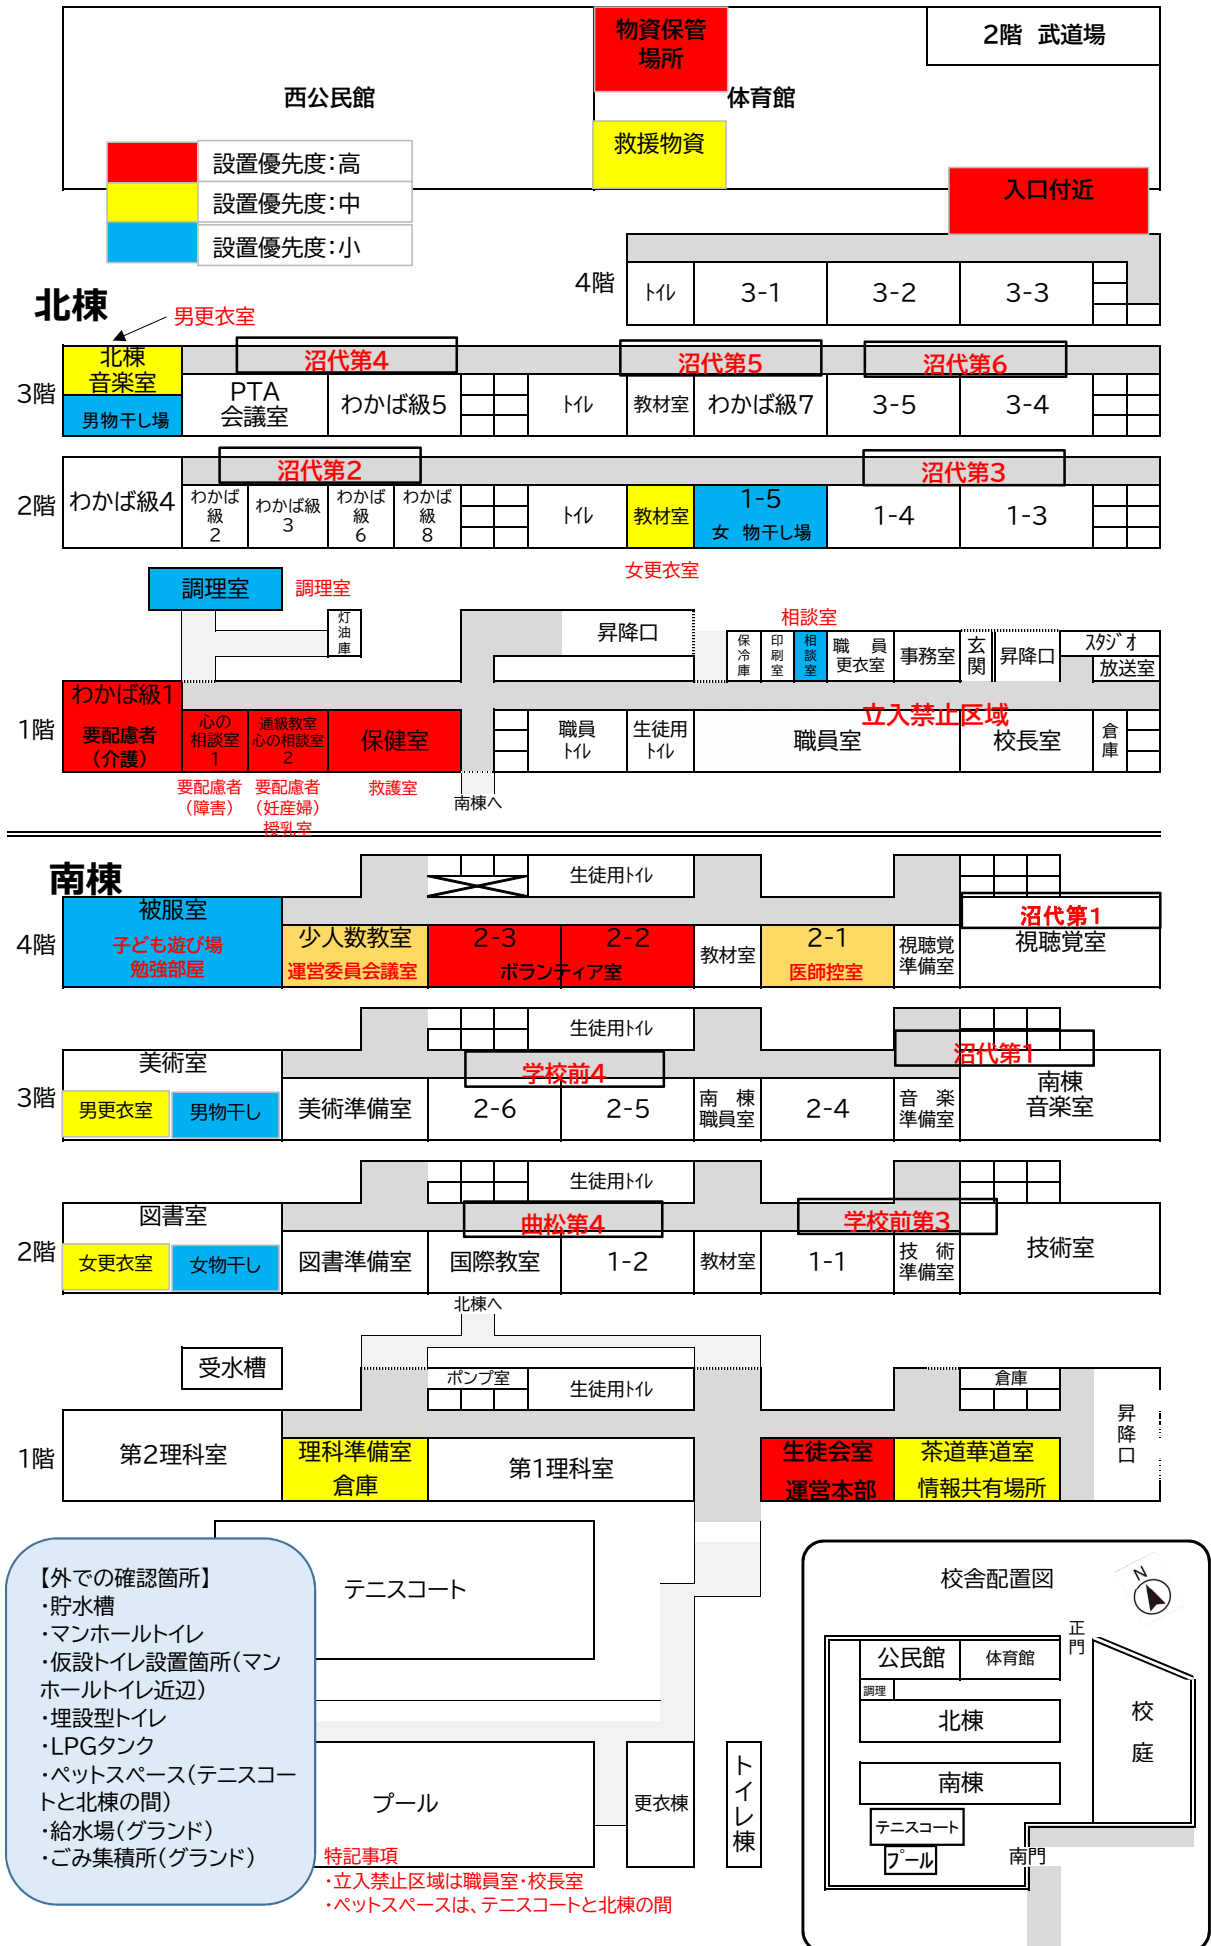 物資保管
場所
2階 武道場
西公民館
体育館
救援物資
設置優先度:高
設置優先度:中
設置優先度:小
入口付近
4階
トイレ
3-1
3-2
3-3
北棟
男更衣室
3階
北棟
音楽室
男物干し場
沼代第4
沼代第5
沼代第6
PTA
会議室
わかば級5
トイレ
教材室
わかば級7
3-5
3-4
2階
わかば級4
沼代第2
沼代第3
わかば
級
2
わかば級
3
わかば
級
6
わかば
級
8
トイレ
教材室
1-5
女 物干し場
1-4
1-3
女更衣室
調理室
調理室
灯
油
庫
昇降口
相談室
保
冷
庫
印
刷
室
相
談
室
職 員
更衣室
事務室
玄
関
昇降口
スタジオ
放送室
1階
わかば級1
要配慮者
(介護)
心の
相談室
1
通級教室
心の相談室
2
保健室
職員
トイレ
生徒用
トイレ
立入禁止区域
職員室
校長室
倉
庫
要配慮者
(障害)
要配慮者
(妊産婦)
授乳室
救護室
南棟へ
南棟
生徒用トイレ
4階
被服室
子ども遊び場
勉強部屋
少人数教室
運営委員会議室
2-3
2-2
ボランティア室
教材室
2-1
医師控室
視聴覚
準備室
沼代第1
視聴覚室
生徒用トイレ
3階
美術室
男更衣室
男物干し
美術準備室
学校前4
2-6
2-5
南 棟
職員室
2-4
音 楽
準備室
沼代第1
南棟
音楽室
生徒用トイレ
2階
図書室
女更衣室
女物干し
図書準備室
曲松第4
国際教室
1-2
教材室
学校前第3
1-1
技 術
準備室
技術室
北棟へ
受水槽
ポンプ室
生徒用トイレ
倉庫
昇
降
口
1階
第2理科室
理科準備室
倉庫
第1理科室
生徒会室
運営本部
茶道華道室
情報共有場所
テニスコート
【外での確認箇所】
・貯水槽
・マンホールトイレ
・仮設トイレ設置箇所(マン
ホールトイレ近辺)
・埋設型トイレ
・LPGタンク
・ペットスペース(テニスコー
トと北棟の間)
・給水場(グランド)
・ごみ集積所(グランド)
プール
更衣棟
ト
イ
レ
棟
特記事項
・立入禁止区域は職員室・校長室
・ペットスペースは、テニスコートと北棟の間
校舎配置図
N
正
門
公民館
体育館
調理
北棟
校
庭
南棟
テニスコート
プール
南門